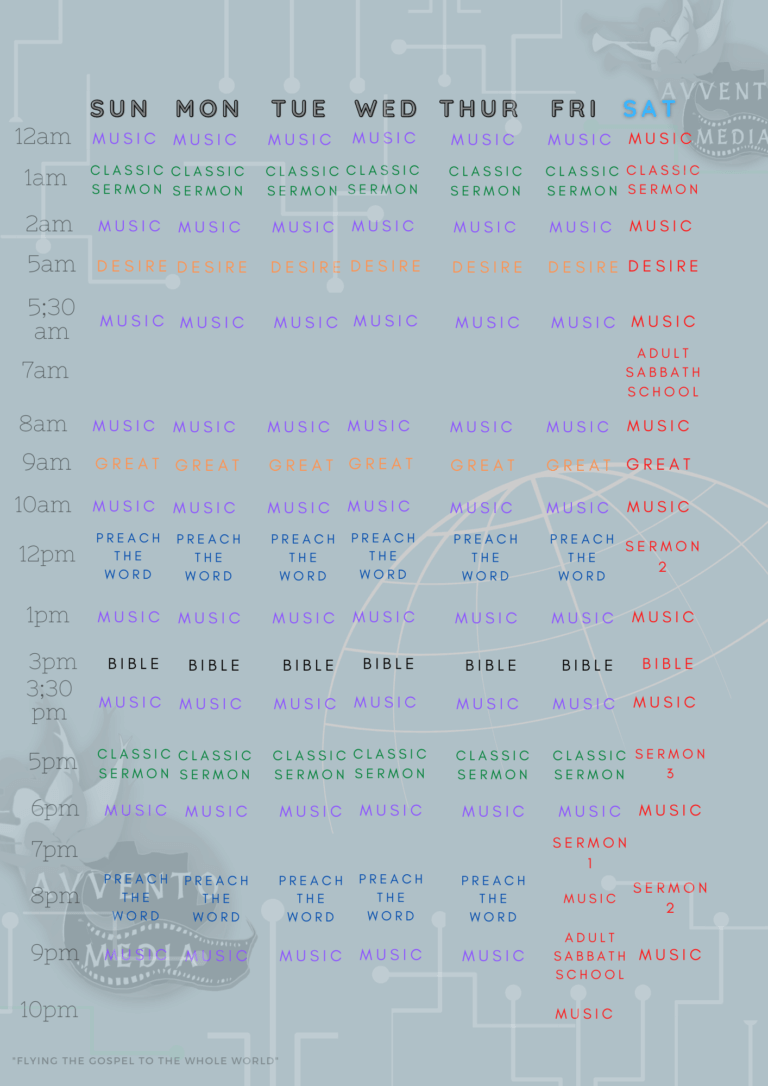 AVVENT
MEDIA
SUN MON TUE WED THUR FRI SAT
12am MUSIC MUSIC MUSIC MUSIC MUSIC MUSIC MUSIC
1am CLASSIC CLASSIC CLASSIC CLASSIC CLASSIC CLASSIC CLASSIC
SERMON SERMON SERMON SERMON SERMON SERMON SERMON
2am MUSIC MUSIC MUSIC MUSIC MUSIC MUSIC MUSIC
5am DESIRE DESIRE DESIRE DESIRE DESIRE DESIRE DESIRE
5;30
am MUSIC MUSIC MUSIC MUSIC MUSIC MUSIC MUSIC
7am ADULT
SABBATH
SCHOOL
8am MUSIC MUSIC MUSIC MUSIC MUSIC MUSIC MUSIC
9am GREAT GREAT GREAT GREAT GREAT GREAT GREAT
10am MUSIC MUSIC MUSIC MUSIC MUSIC MUSIC MUSIC
12pm PREACH PREACH PREACH PREACH PREACH PREACH SERMON
THE THE THE THE THE THE 2
WORD WORD WORD WORD WORD WORD
1pm MUSIC MUSIC MUSIC MUSIC MUSIC MUSIC MUSIC
3pm BIBLE BIBLE BIBLE BIBLE BIBLE BIBLE BIBLE
3;30
pm MUSIC MUSIC MUSIC MUSIC MUSIC MUSIC MUSIC
5pm CLASSIC CLASSIC CLASSIC CLASSIC CLASSIC CLASSIC SERMON
SERMON SERMON SERMON SERMON SERMON SERMON 3
6pm MUSIC MUSIC MUSIC MUSIC MUSIC MUSIC MUSIC
7pm SERMON
1
8pm PREACH PREACH PREACH PREACH PREACH MUSIC SERMON
THE THE THE THE THE 2
WORD WORD WORD WORD WORD
9pm MUSIC MUSIC MUSIC MUSIC MUSIC ADULT MUSIC
SABBATH
SCHOOL
10pm MUSIC
AVVENTO
MEDIA
"FLYING THE GOSPEL TO THE WHOLE WORLD"